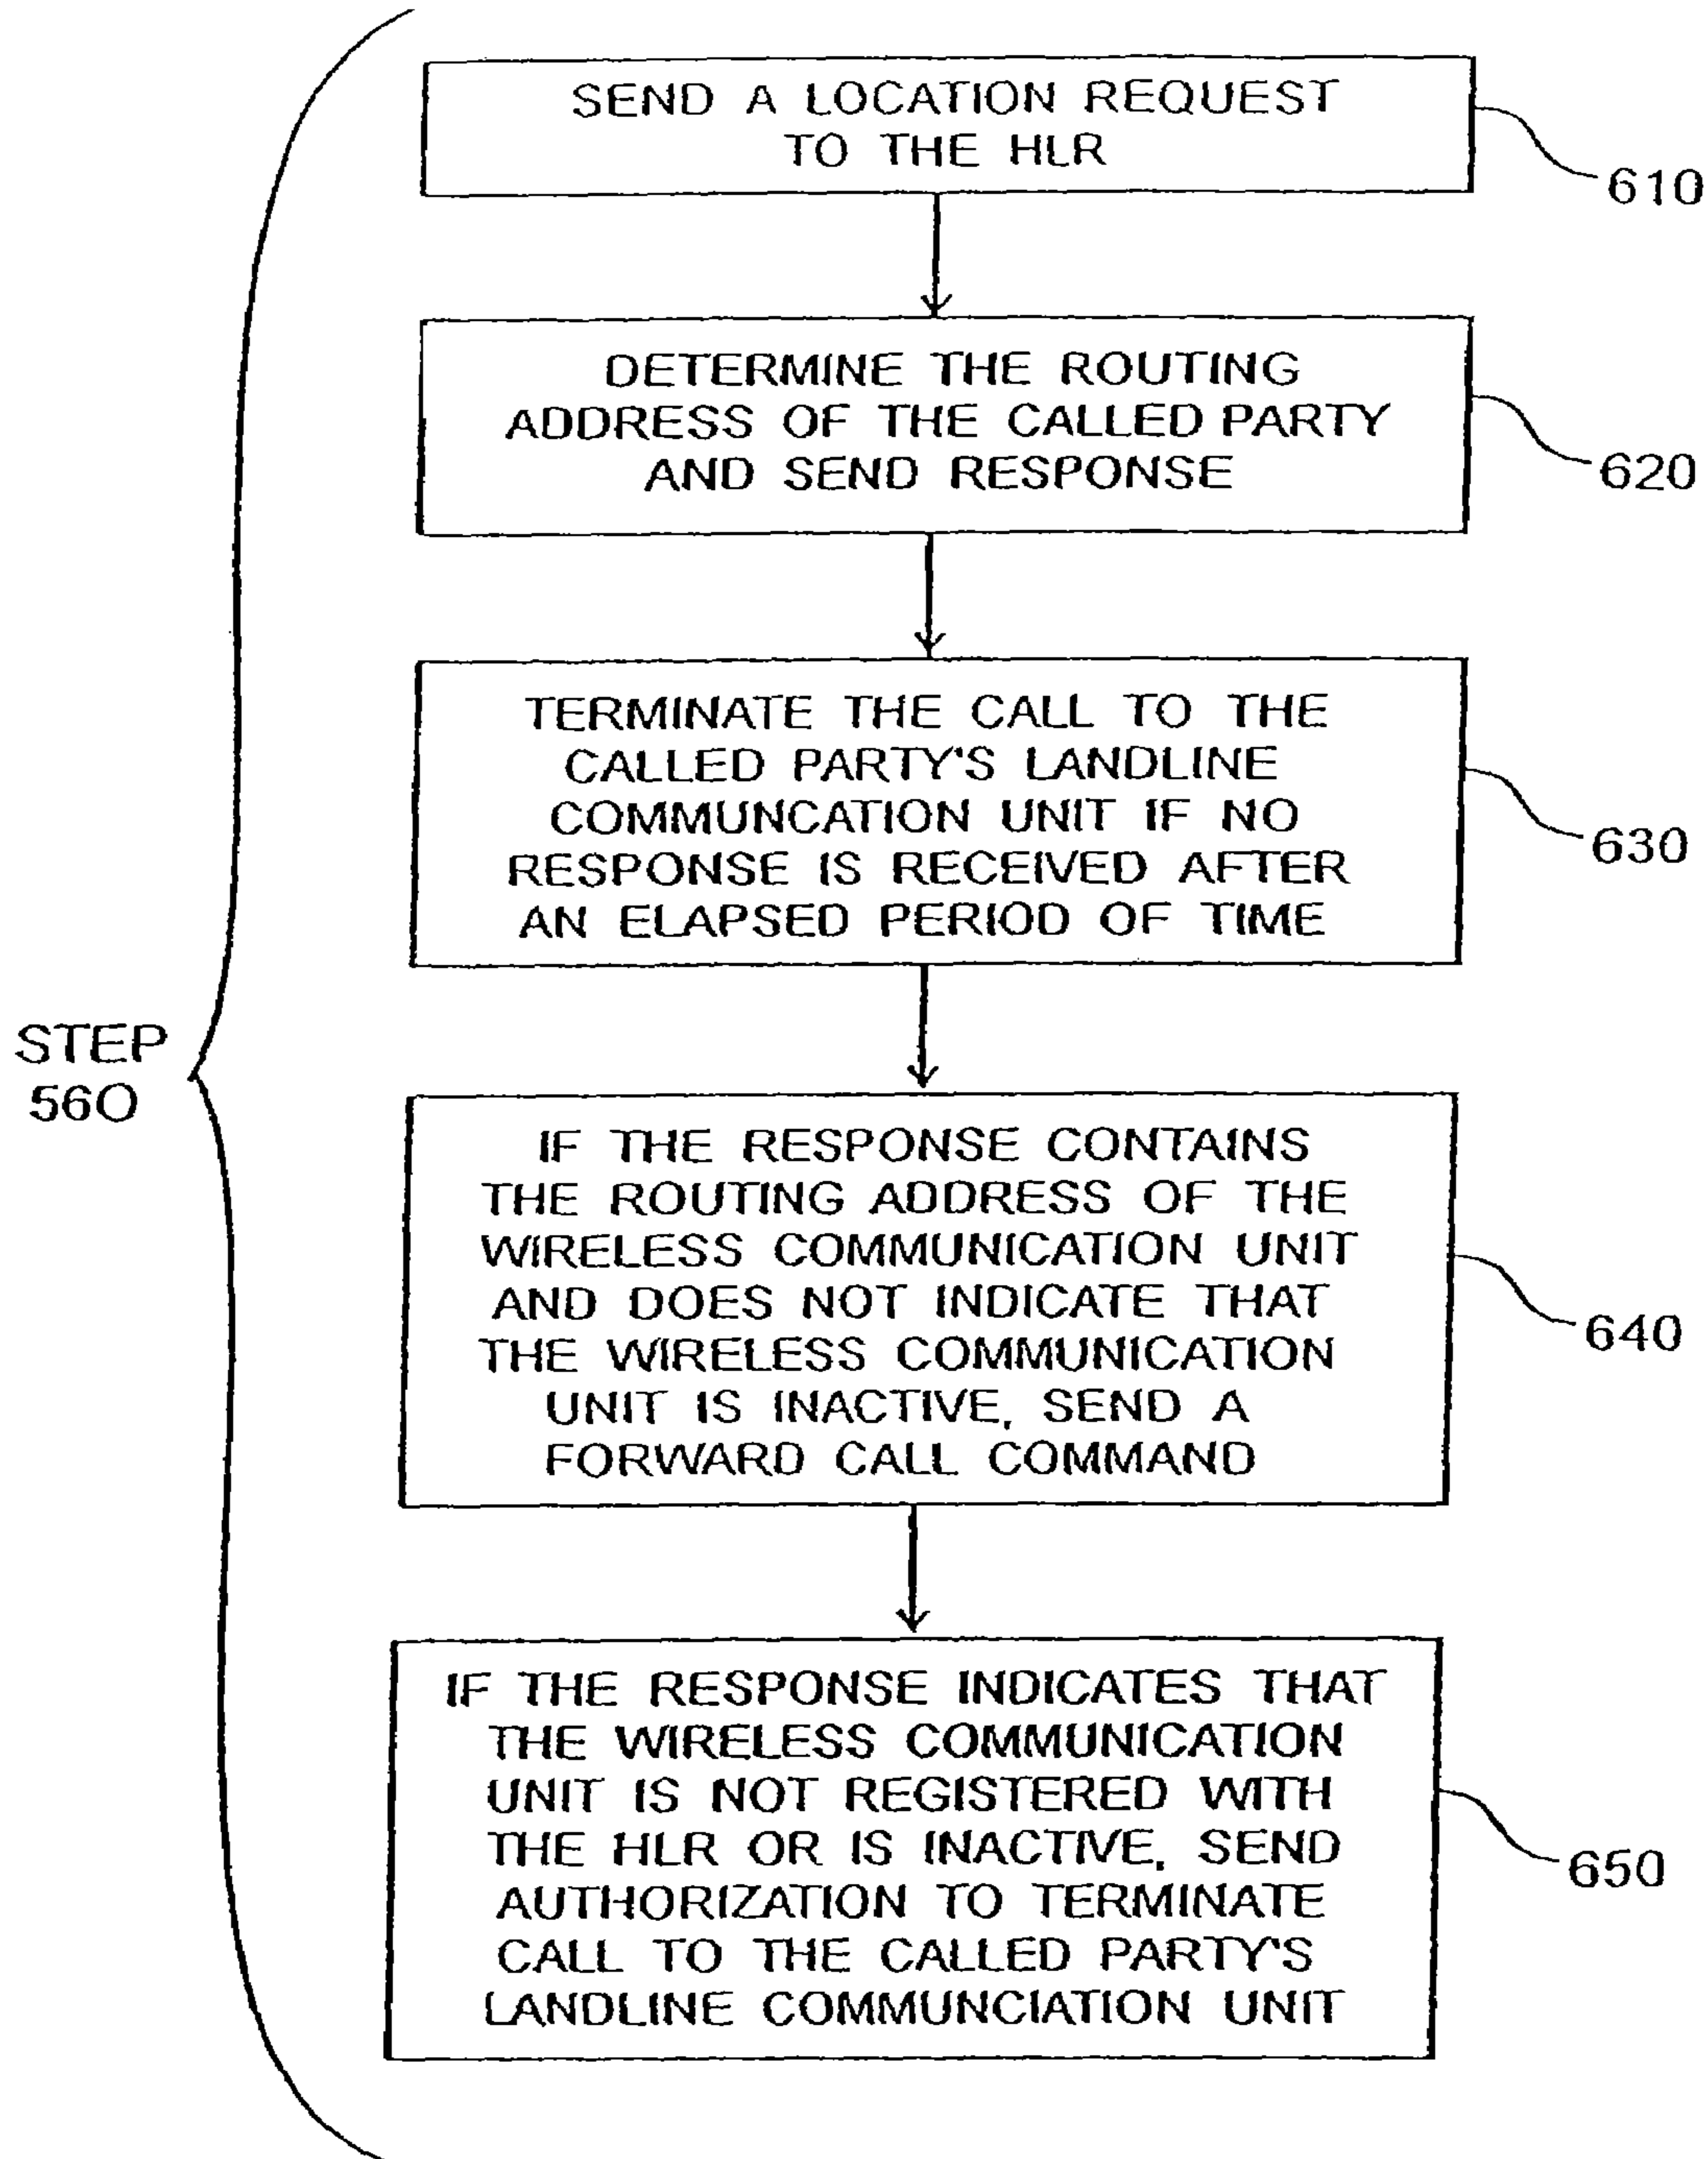 SEND A LOCATION REQUEST
TO THE HLR
610
DETERMINE THE ROUTING
ADDRESS OF THE CALLED PARTY
AND SEND RESPONSE
620
TERMINATE THE CALL TO THE
CALLED PARTY'S LANDLINE
COMMUNCATION UNIT IF NO
RESPONSE IS RECEIVED AFTER
AN ELAPSED PERIOD OF TIME
630
STEP
560
IF THE RESPONSE CONTAINS
THE ROUTING ADDRESS OF THE
WIRELESS COMMUNICATION UNIT
AND DOES NOT INDICATE THAT
THE WIRELESS COMMUNICATION
UNIT IS INACTIVE, SEND A
FORWARD CALL COMMAND
640
IF THE RESPONSE INDICATES THAT
THE WIRELESS COMMUNICATION
UNIT IS NOT REGISTERED WITH
THE HLR OR IS INACTIVE, SEND
AUTHORIZATION TO TERMINATE
CALL TO THE CALLED PARTY'S
LANDLINE COMMUNCIATION UNIT
650